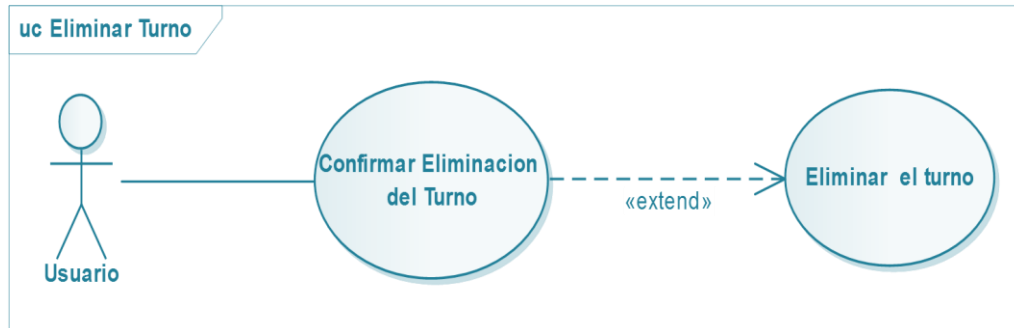 uc Eliminar Turno
Confirmar Eliminacion
del Turno
«extend»
Eliminar el turno
Usuario